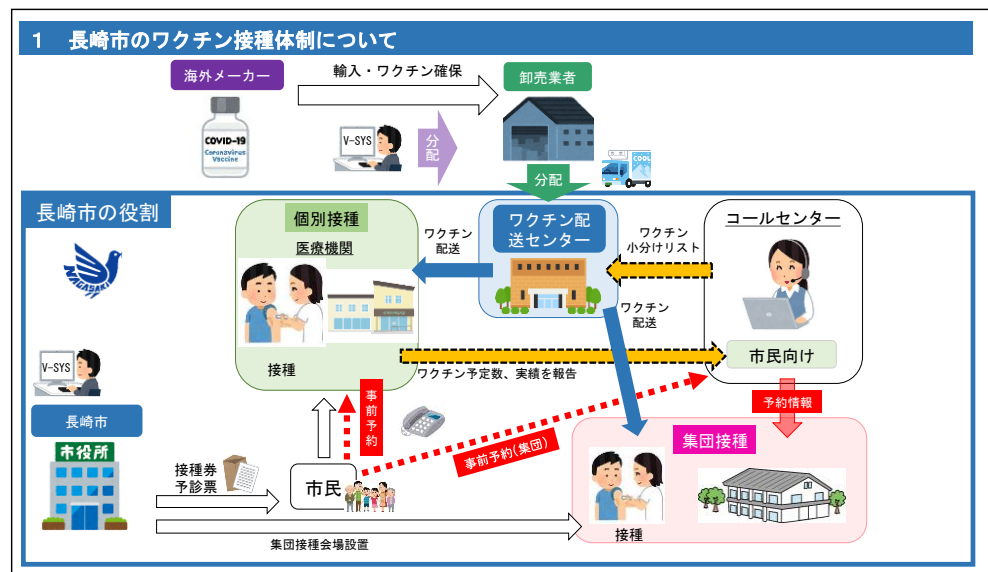 1 長崎市のワクチン接種体制について
海外メーカー
輸入・ワクチン確保
卸売業者
COVID-19
Coronavirus
Vaccine
V-SYS
分配
分配
COOL
長崎市の役割
NAGASAKI
個別接種
医療機関
接種
ワクチン
配送
ワクチン配
送センター
ワクチン
小分けリスト
コールセンター
市民向け
ワクチン
配送
ワクチン予定数、実績を報告
V-SYS
長崎市
市役所
接種券
予診票
市民
事前予約
事前予約(集団)
予約情報
集団接種
接種
集団接種会場設置